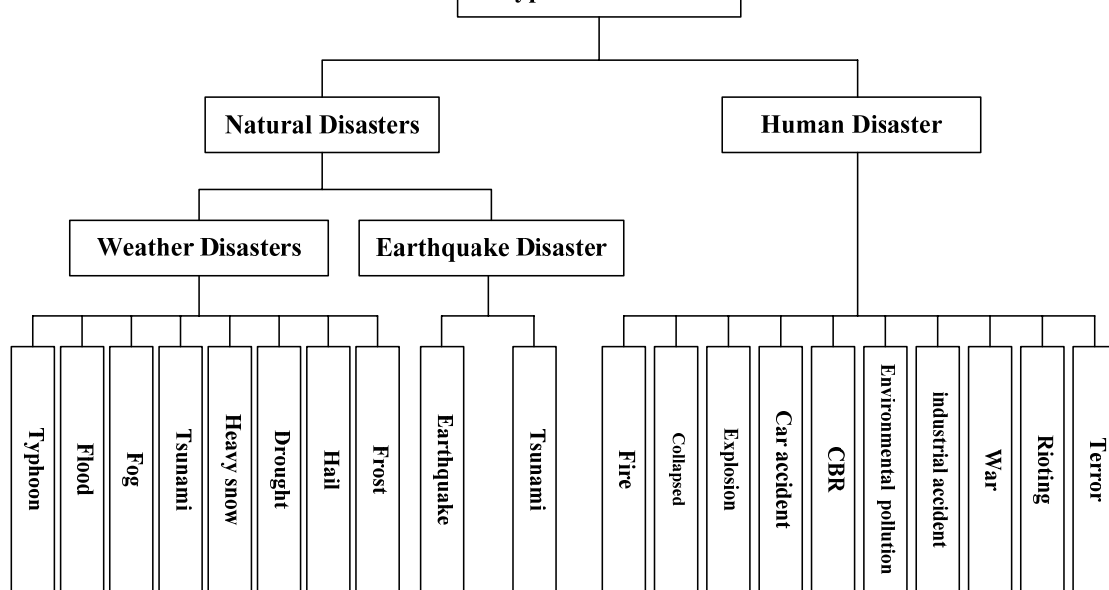 Natural Disasters
Human Disaster
Weather Disasters
Earthquake Disaster
Typhoon
Flood
Fog
Tsunami
Heavy snow
Drought
Hail
Frost
Earthquake
Tsunami
Fire
Collapsed
Explosion
Car accident
CBR
Environmental pollution
industrial accident
War
Rioting
Terror